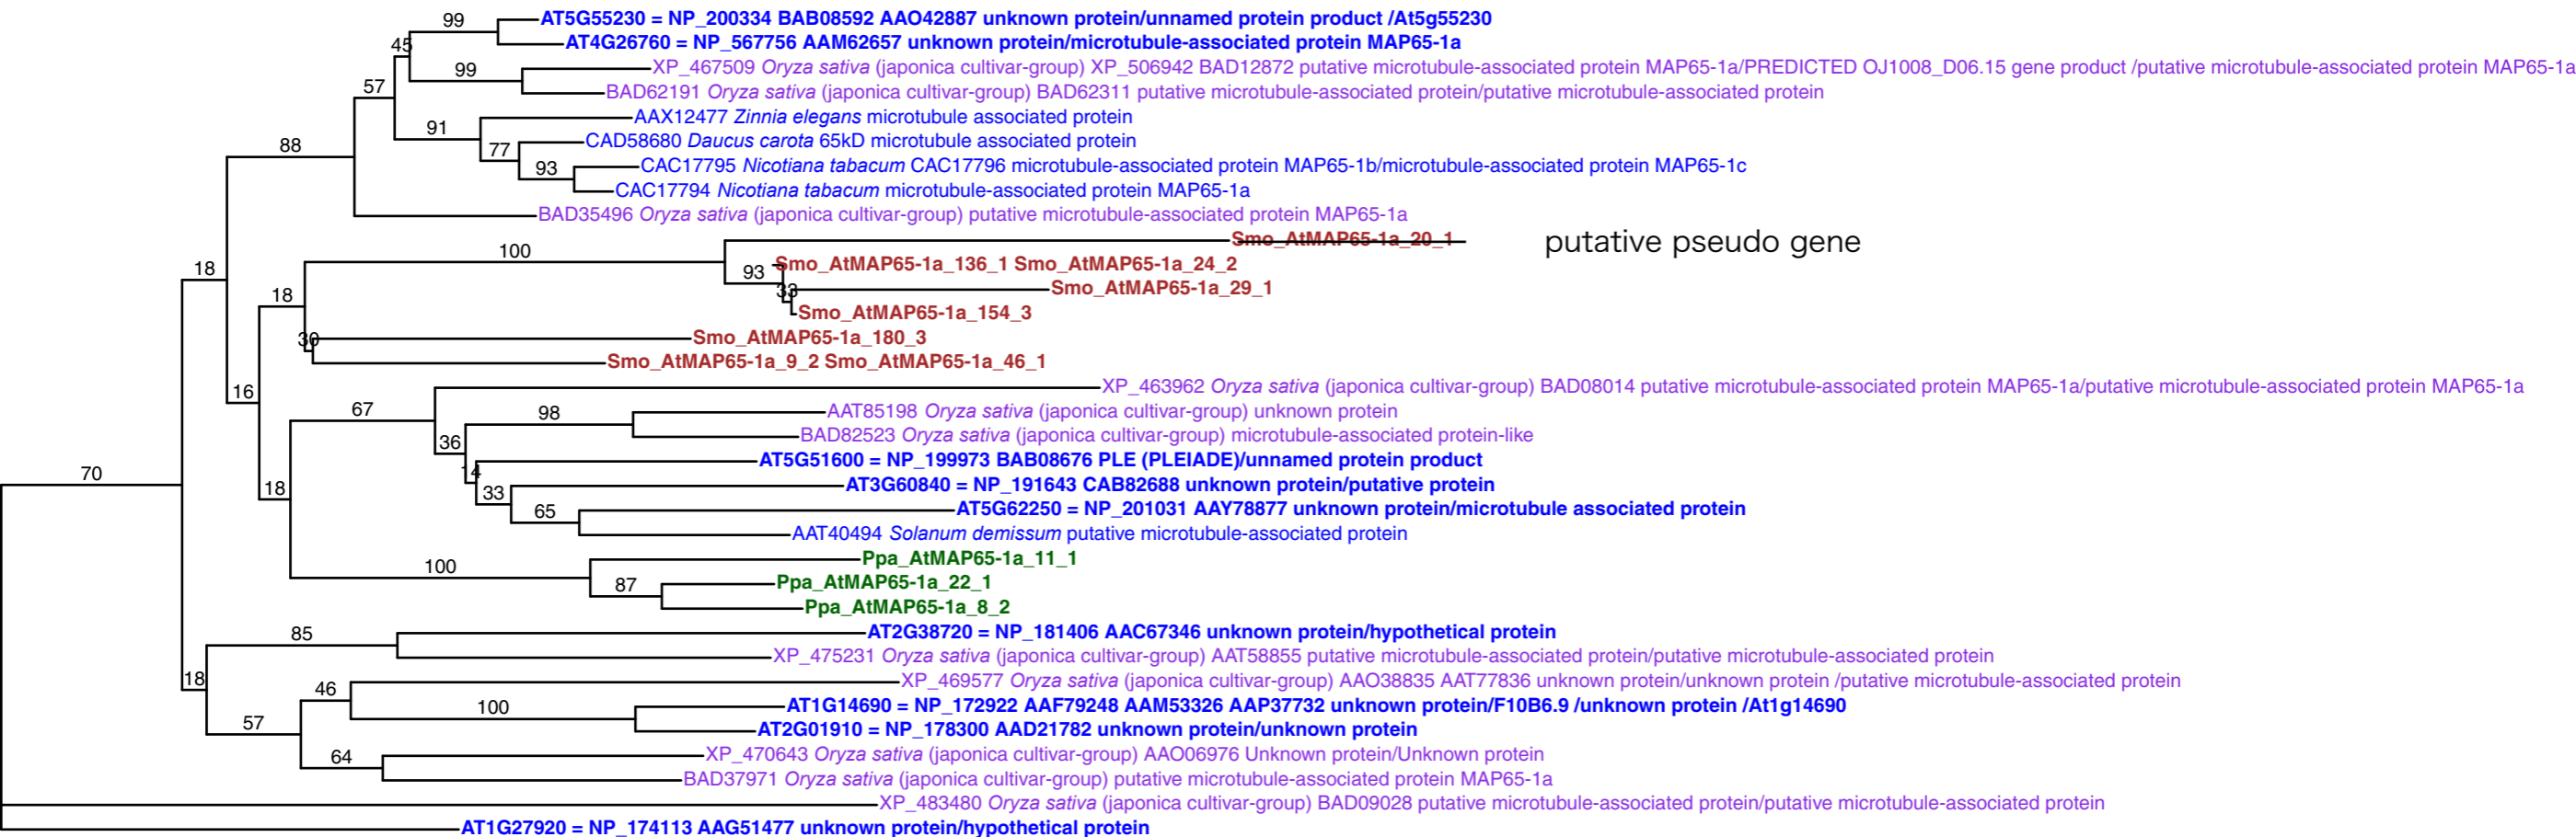 99
AT5G55230 = NP_200334 BAB08592 AAO42887 unknown protein/unnamed protein product /At5g55230
45
AT4G26760 = NP_567756 AAM62657 unknown protein/microtubule-associated protein MAP65-1a
99
XP_467509 Oryza sativa (japonica cultivar-group) XP_506942 BAD12872 putative microtubule-associated protein MAP65-1a/PREDICTED OJ1008_D06.15 gene product /putative microtubule-associated protein MAP65-1a
57
BAD62191 Oryza sativa (japonica cultivar-group) BAD62311 putative microtubule-associated protein/putative microtubule-associated protein
AAX12477 Zinnia elegans microtubule associated protein
91
CAD58680 Daucus carota 65kD microtubule associated protein
88
77
CAC17795 Nicotiana tabacum CAC17796 microtubule-associated protein MAP65-1b/microtubule-associated protein MAP65-1c
93
CAC17794 Nicotiana tabacum microtubule-associated protein MAP65-1a
BAD35496 Oryza sativa (japonica cultivar-group) putative microtubule-associated protein MAP65-1a
Smo_AtMAP65-1a_20_1
putative pseudo gene
100
18
93
Smo_AtMAP65-1a_136_1 Smo_AtMAP65-1a_24_2
18
33
Smo_AtMAP65-1a_29_1
Smo_AtMAP65-1a_154_3
30
Smo_AtMAP65-1a_180_3
Smo_AtMAP65-1a_9_2 Smo_AtMAP65-1a_46_1
16
XP_463962 Oryza sativa (japonica cultivar-group) BAD08014 putative microtubule-associated protein MAP65-1a/putative microtubule-associated protein MAP65-1a
67
98
AAT85198 Oryza sativa (japonica cultivar-group) unknown protein
36
BAD82523 Oryza sativa (japonica cultivar-group) microtubule-associated protein-like
14
AT5G51600 = NP_199973 BAB08676 PLE (PLEIADE)/unnamed protein product
70
18
33
AT3G60840 = NP_191643 CAB82688 unknown protein/putative protein
65
AT5G62250 = NP_201031 AAY78877 unknown protein/microtubule associated protein
AAT40494 Solanum demissum putative microtubule-associated protein
100
Ppa_AtMAP65-1a_11_1
87
Ppa_AtMAP65-1a_22_1
Ppa_AtMAP65-1a_8_2
85
AT2G38720 = NP_181406 AAC67346 unknown protein/hypothetical protein
XP_475231 Oryza sativa (japonica cultivar-group) AAT58855 putative microtubule-associated protein/putative microtubule-associated protein
18
46
XP_469577 Oryza sativa (japonica cultivar-group) AAO38835 AAT77836 unknown protein/unknown protein /putative microtubule-associated protein
100
AT1G14690 = NP_172922 AAF79248 AAM53326 AAP37732 unknown protein/F10B6.9 /unknown protein /At1g14690
57
AT2G01910 = NP_178300 AAD21782 unknown protein/unknown protein
64
XP_470643 Oryza sativa (japonica cultivar-group) AAO06976 Unknown protein/Unknown protein
BAD37971 Oryza sativa (japonica cultivar-group) putative microtubule-associated protein MAP65-1a
XP_483480 Oryza sativa (japonica cultivar-group) BAD09028 putative microtubule-associated protein/putative microtubule-associated protein
AT1G27920 = NP_174113 AAG51477 unknown protein/hypothetical protein